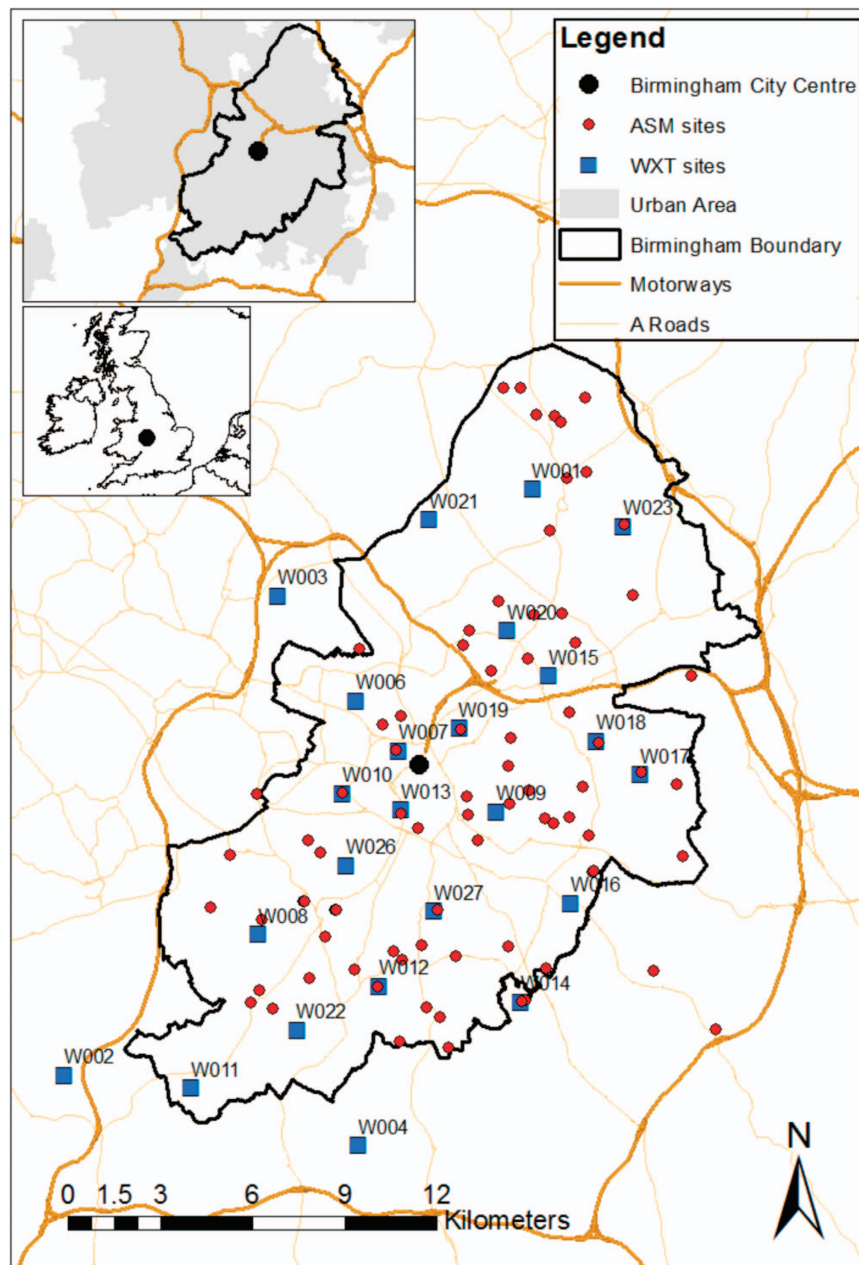 Legend
Birmingham City Centre
ASM sites
WXT sites
Urban Area
Birmingham Boundary
Motorways
A Roads
W001
W021
W023
W003
W020
W015
W006
W019
W007
W018
W017
W010
W013
W009
W026
W016
W027
W008
W012
W014
W022
W002
W011
W004
N
0 1.5 3 6 9 12
Kilometers